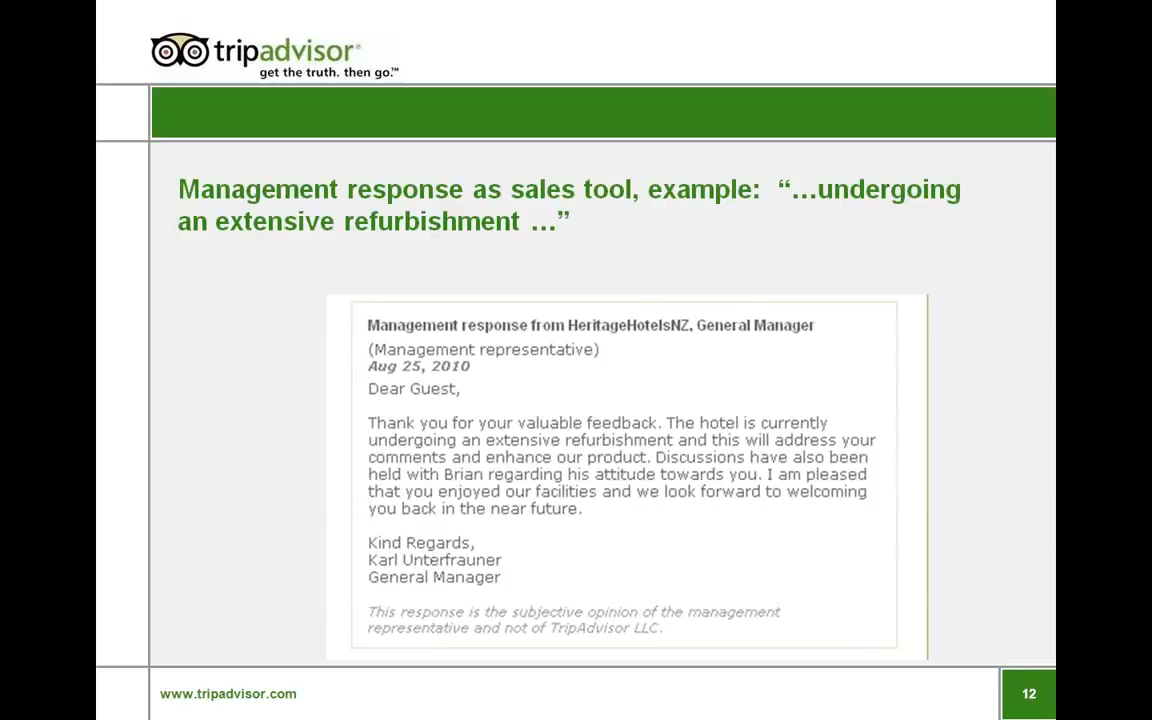 tripadvisor®
get the truth. then go.™
Management response as sales tool, example: “…undergoing
an extensive refurbishment …”
Management response from HeritageHotelsNZ, General Manager
(Management representative)
Aug 25, 2010
Dear Guest,
Thank you for your valuable feedback. The hotel is currently
undergoing an extensive refurbishment and this will address your
comments and enhance our product. Discussions have also been
held with Brian regarding his attitude towards you. I am pleased
that you enjoyed our facilities and we look forward to welcoming
you back in the near future.
Kind Regards,
Karl Unterfrauner
General Manager
This response is the subjective opinion of the management
representative and not of TripAdvisor LLC.
www.tripadvisor.com
12